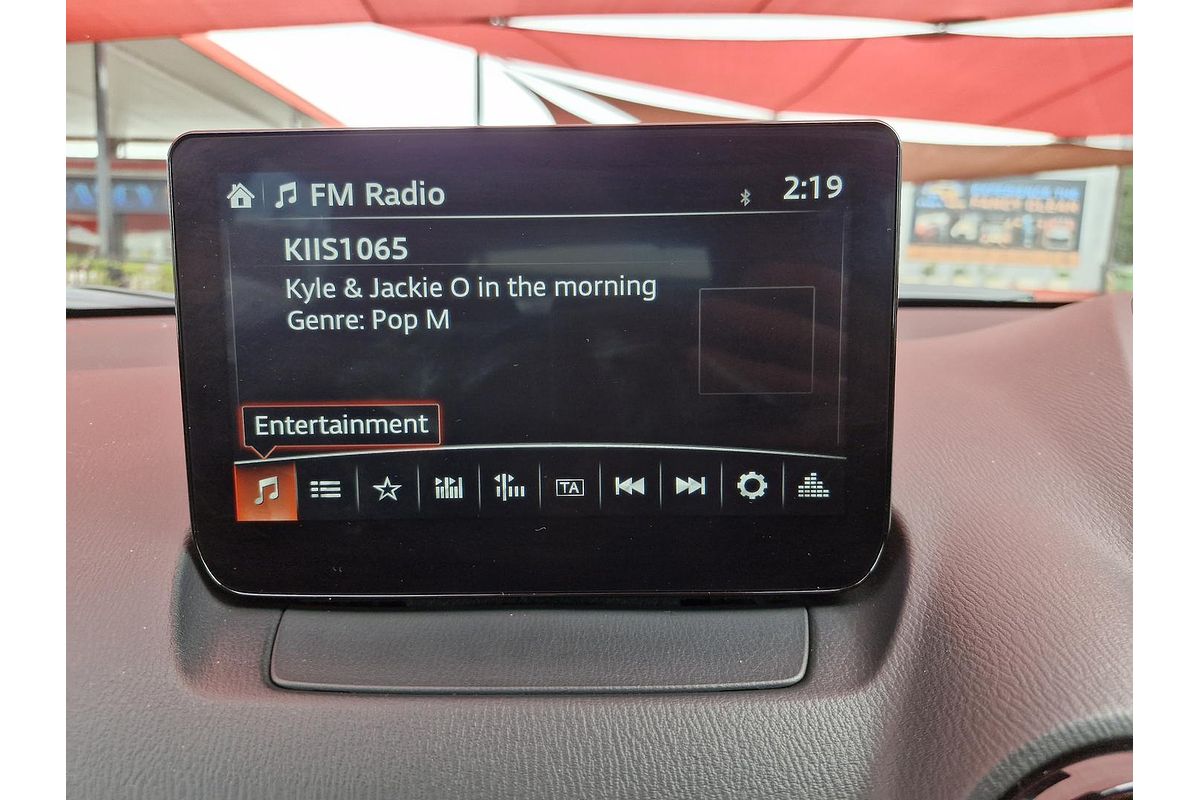 FM Radio
2:19
KIIS1065
Kyle & Jackie O in the morning
Genre: Pop M
Entertainment
TA